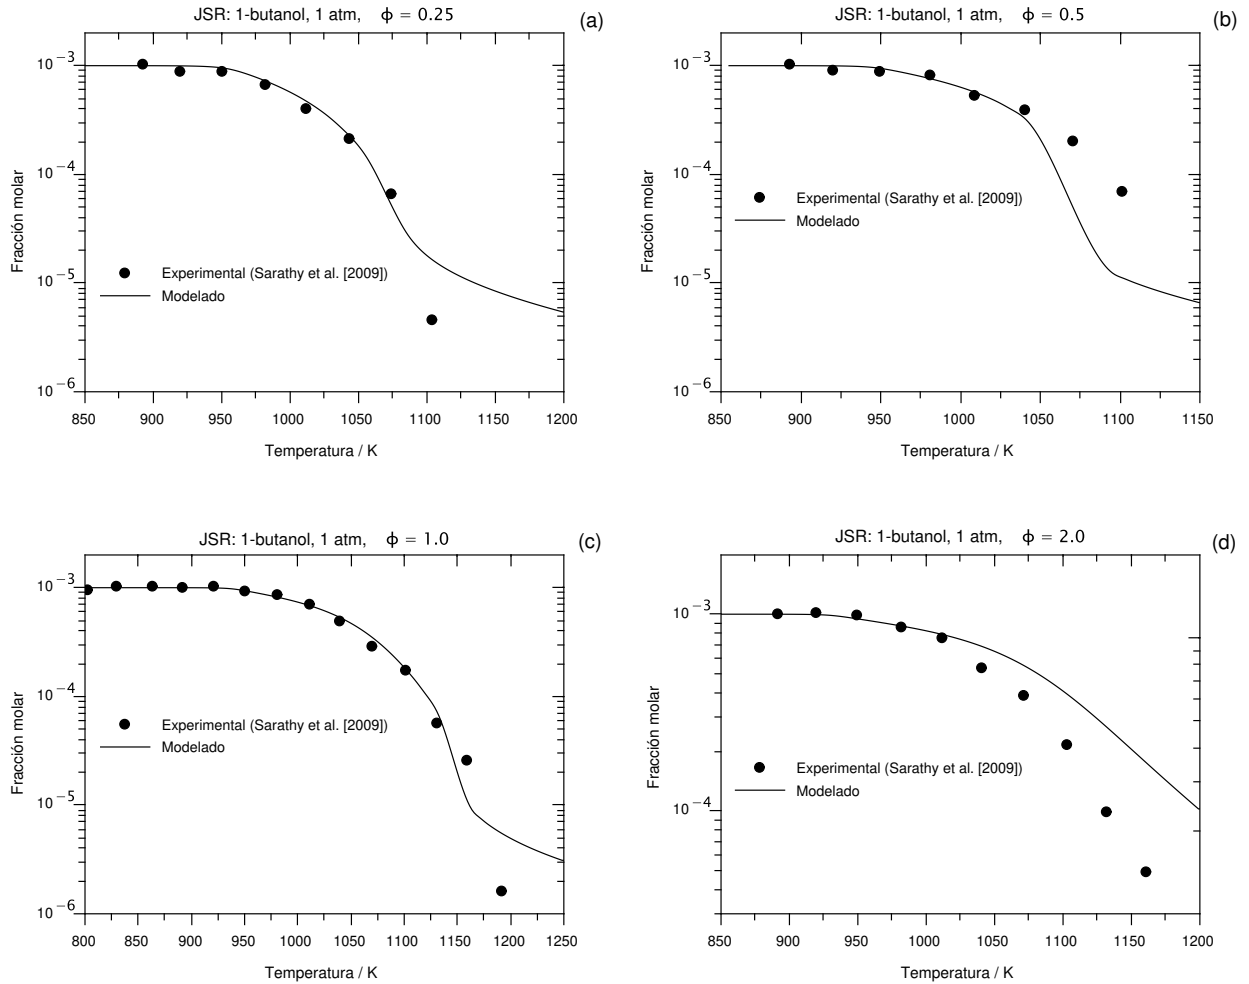 JSR: 1-butanol, 1 atm, ϕ = 0.25
(a)
Fracción molar
10−3
10−4
10−5
10−6
Experimental (Sarathy et al. [2009])
Modelado
850 900 950 1000 1050 1100 1150 1200
Temperatura / K
JSR: 1-butanol, 1 atm, ϕ = 0.5
(b)
Fracción molar
10−3
10−4
10−5
10−6
Experimental (Sarathy et al. [2009])
Modelado
850 900 950 1000 1050 1100 1150
Temperatura / K
JSR: 1-butanol, 1 atm, ϕ = 1.0
(c)
Fracción molar
10−3
10−4
10−5
10−6
Experimental (Sarathy et al. [2009])
Modelado
800 850 900 950 1000 1050 1100 1150 1200 1250
Temperatura / K
JSR: 1-butanol, 1 atm, ϕ = 2.0
(d)
Fracción molar
10−3
10−4
Experimental (Sarathy et al. [2009])
Modelado
850 900 950 1000 1050 1100 1150 1200
Temperatura / K